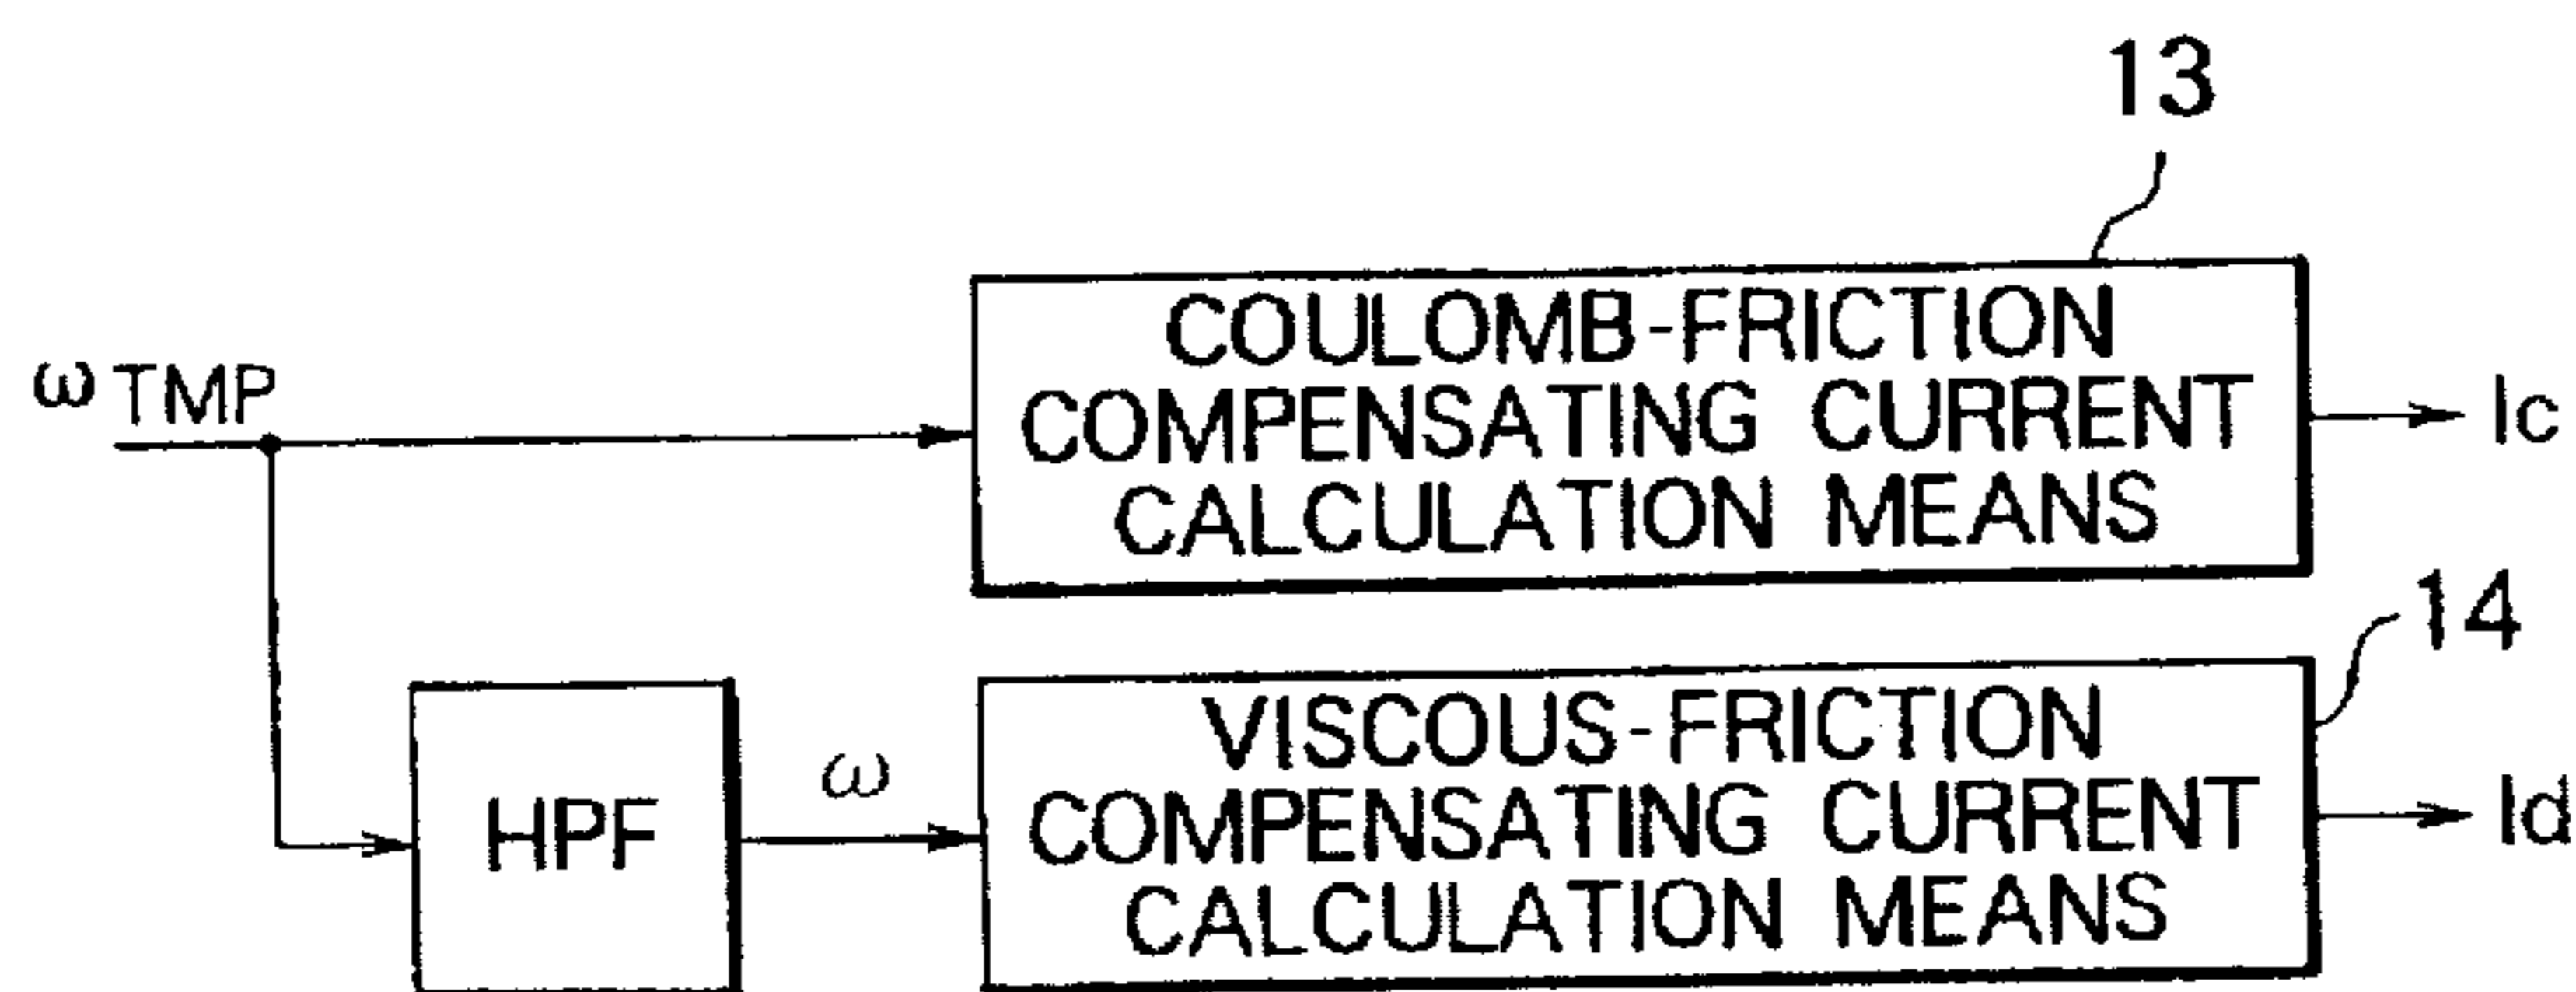 13
COULOMB-FRICTION
COMPENSATING CURRENT
CALCULATION MEANS
ωTMP
Ic
14
VISCOUS-FRICTION
COMPENSATING CURRENT
CALCULATION MEANS
HPF
ω
Id